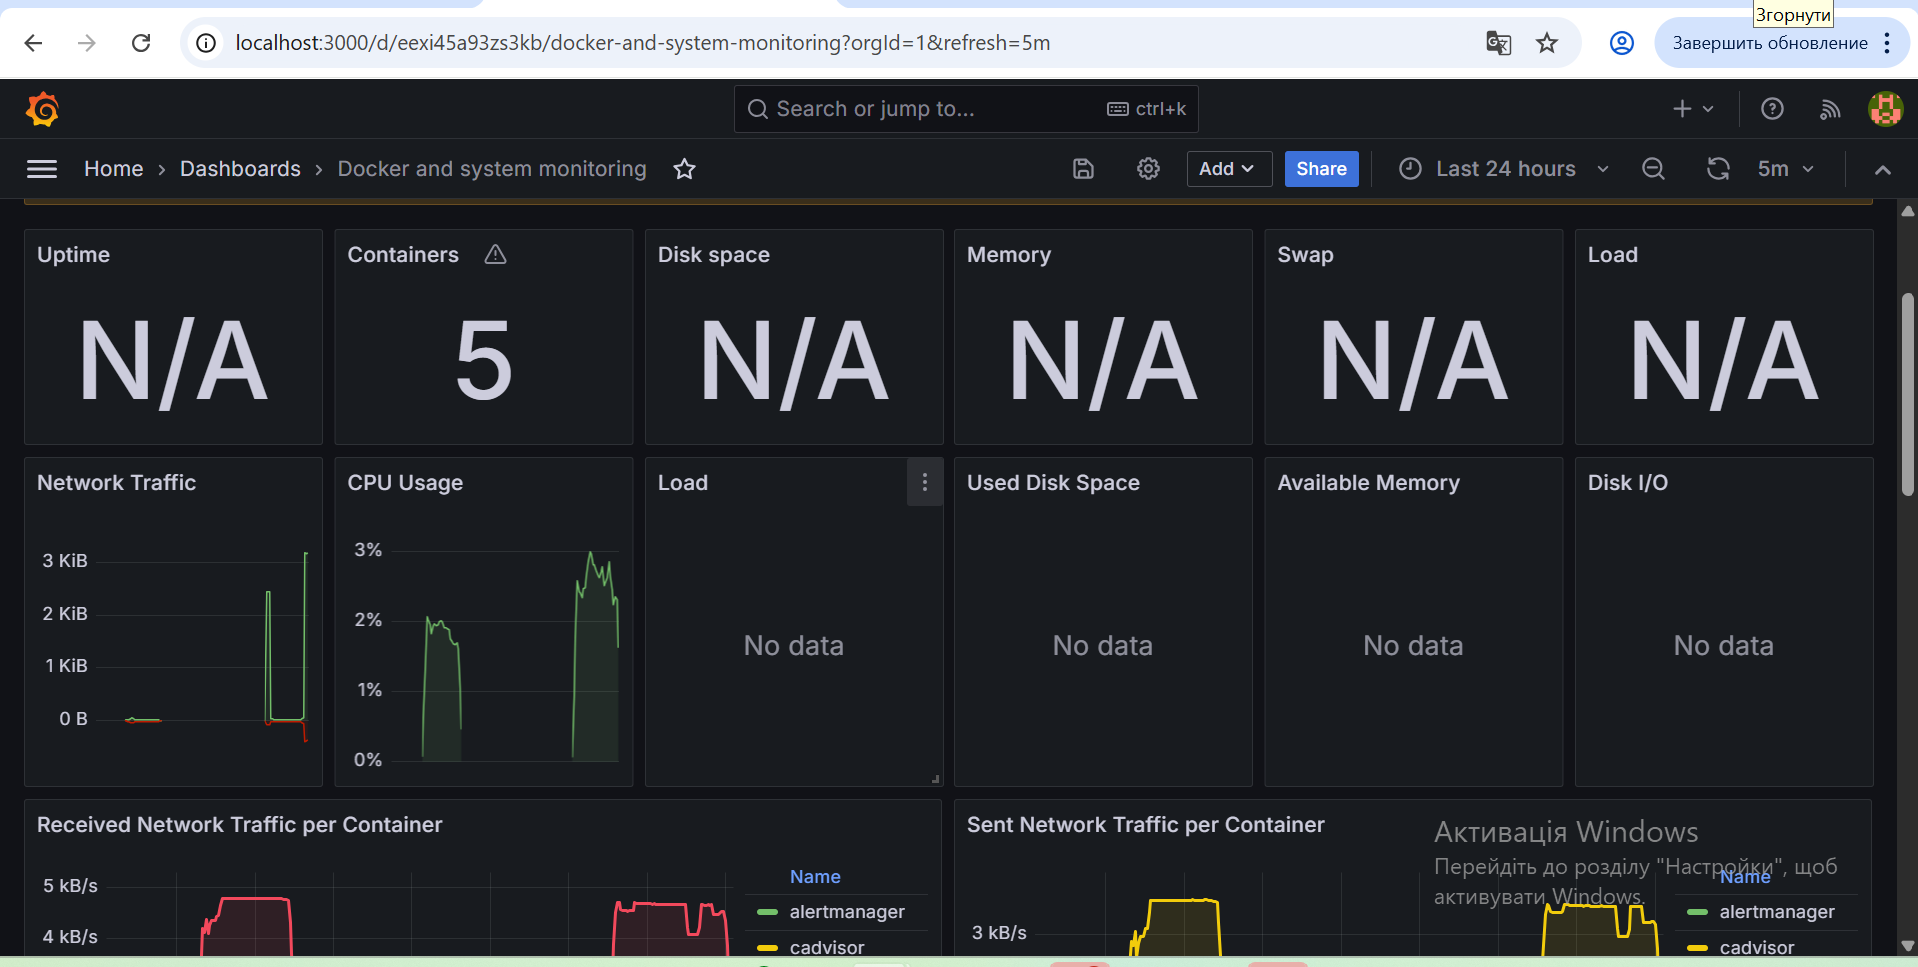 Згорнути
localhost:3000/d/eexi45a93zs3kb/docker-and-system-monitoring?orgId=1&refresh=5m
Завершить обновление
Search or jump to...
ctrl+k
Home › Dashboards › Docker and system monitoring
Add
Share
Last 24 hours
5m
Uptime
Containers
Disk space
Memory
Swap
Load
N/A
5
N/A
N/A
N/A
N/A
Network Traffic
CPU Usage
Load
Used Disk Space
Available Memory
Disk I/O
3 KiB
2 KiB
1 KiB
0 B
3%
2%
1%
0%
No data
No data
No data
No data
Received Network Traffic per Container
5 kB/s
4 kB/s
Name
alertmanager
cadvisor
Sent Network Traffic per Container
3 kB/s
Name
alertmanager
cadvisor
Активація Windows
Перейдіть до розділу "Настройки", щоб
активувати Windows.